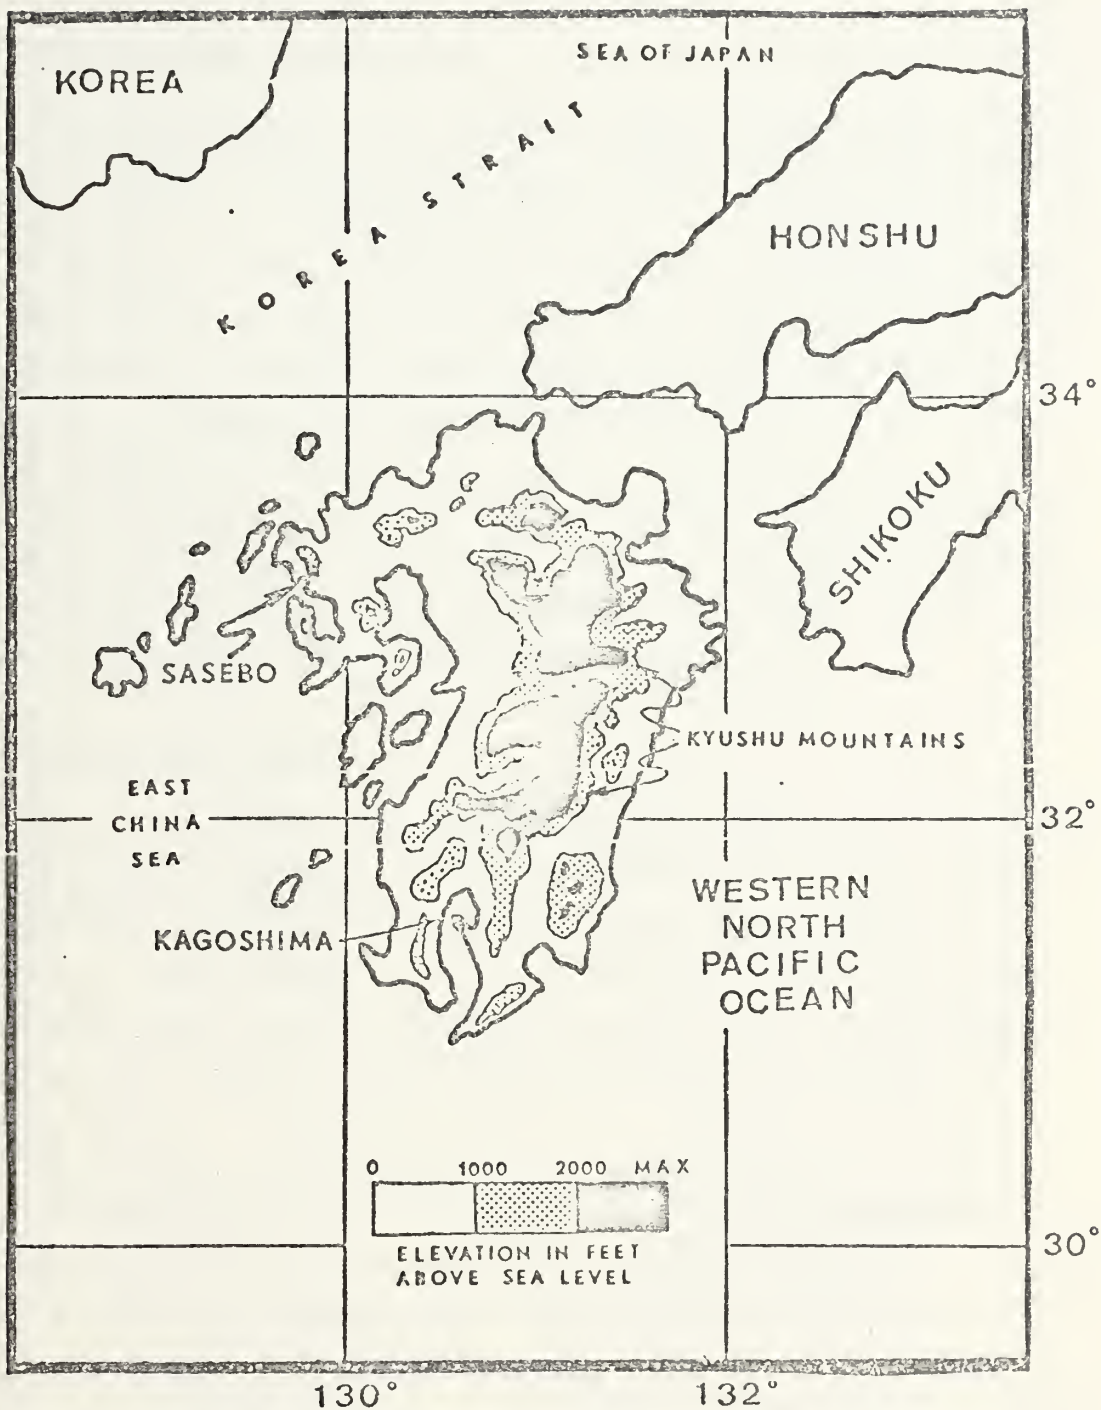 SEA OF JAPAN
KOREA
KOREA STRAIT
HONSHU
34°
SHIKOKU
SASEBO
KYUSHU MOUNTAINS
EAST
CHINA
SEA
32°
WESTERN
NORTH
PACIFIC
OCEAN
KAGOSHIMA
0 1000 2000 MAX
ELEVATION IN FEET
ABOVE SEA LEVEL
30°
130° 132°